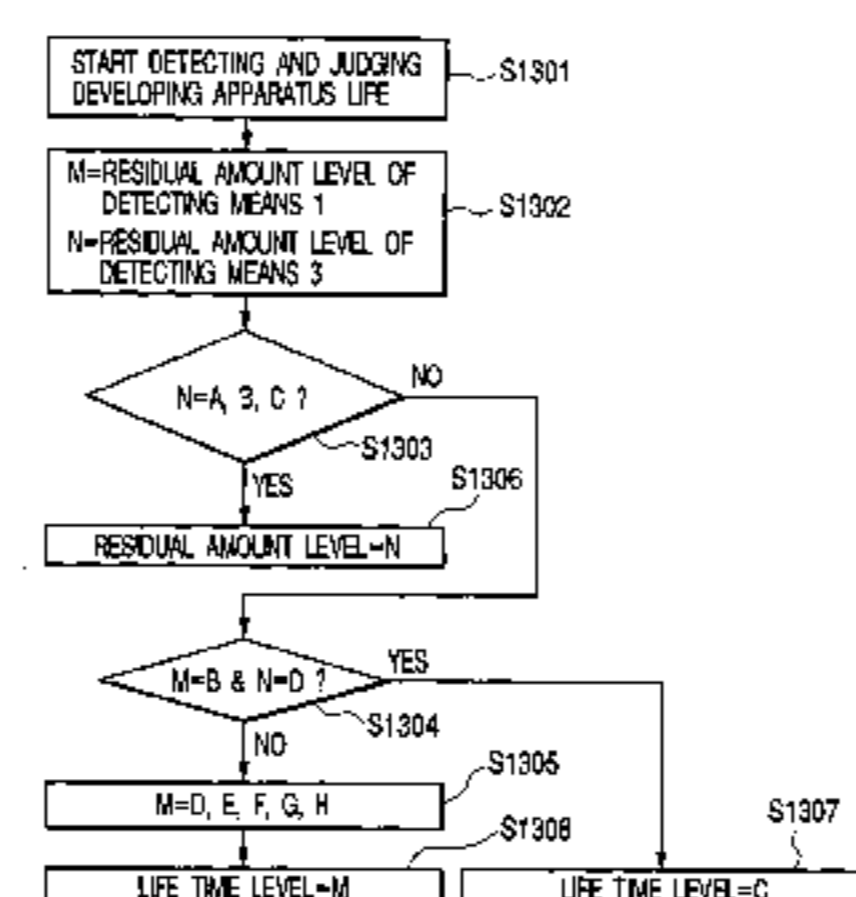 START DETECTING AND JUDGING
DEVELOPING APPARATUS LIFE
S1301
M=RESIDUAL AMOUNT LEVEL OF
DETECTING MEANS 1
N=RESIDUAL AMOUNT LEVEL OF
DETECTING MEANS 3
S1302
N=A, B, C ?
NO
S1303
YES
S1306
RESIDUAL AMOUNT LEVEL=N
M=B & N=D ?
YES
S1304
NO
S1305
M=D, E, F, G, H
S1308
S1307
LIFE TIME LEVEL=M
LIFE TIME LEVEL=C